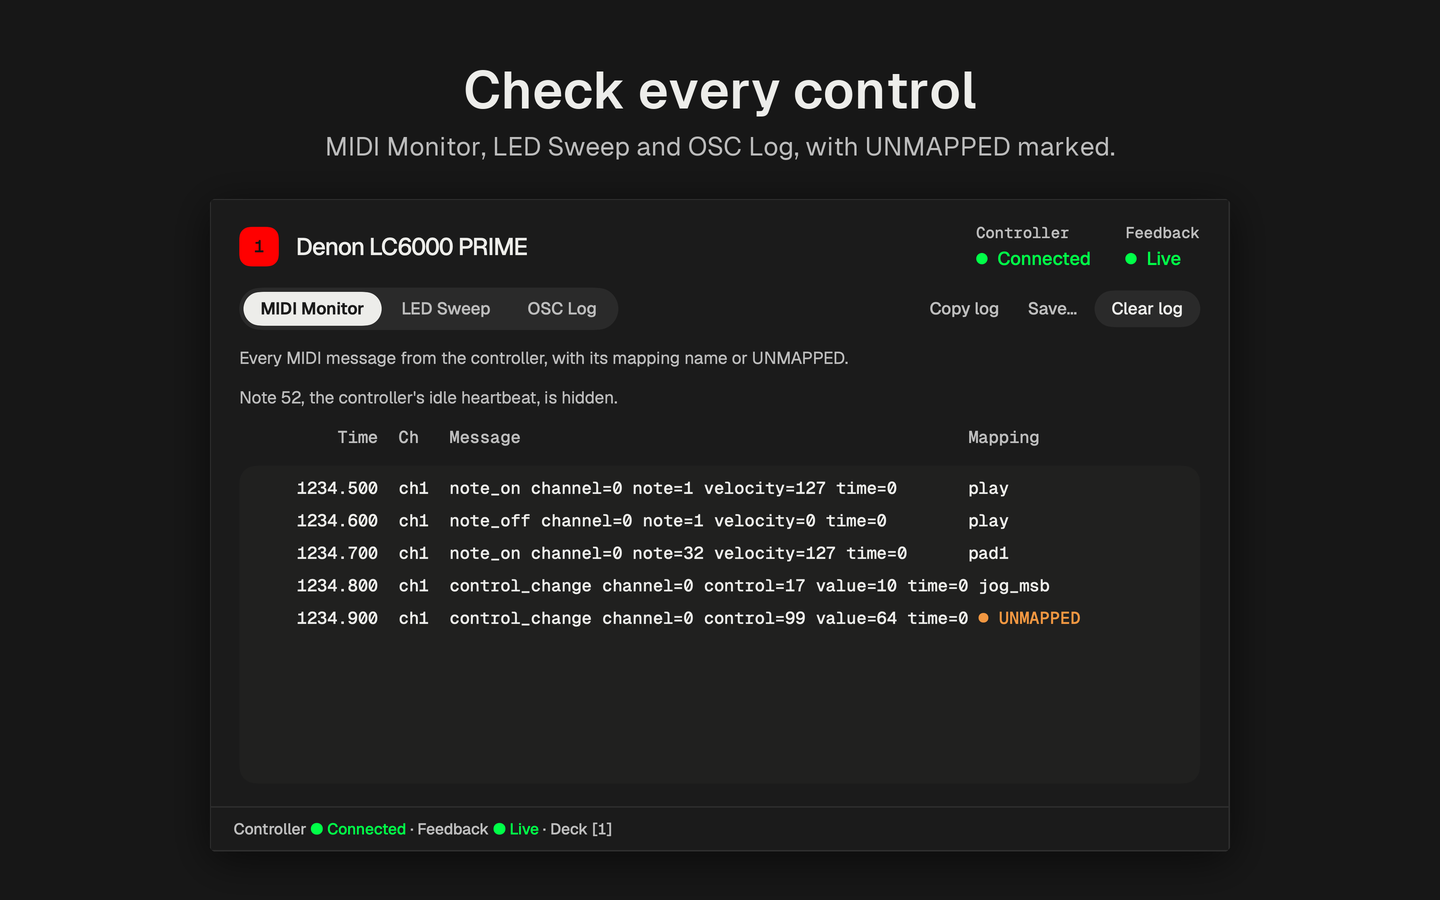 Check every control
MIDI Monitor, LED Sweep and OSC Log, with UNMAPPED marked.
1 Denon LC6000 PRIME
Controller Feedback
Connected Live
MIDI Monitor LED Sweep OSC Log Copy log Save... Clear log
Every MIDI message from the controller, with its mapping name or UNMAPPED.
Note 52, the controller's idle heartbeat, is hidden.
Time Ch Message Mapping
1234.500 ch1 note_on channel=0 note=1 velocity=127 time=0 play
1234.600 ch1 note_off channel=0 note=1 velocity=0 time=0 play
1234.700 ch1 note_on channel=0 note=32 velocity=127 time=0 pad1
1234.800 ch1 control_change channel=0 control=17 value=10 time=0 jog_msb
1234.900 ch1 control_change channel=0 control=99 value=64 time=0 ● UNMAPPED
Controller ● Connected · Feedback ● Live · Deck [1]